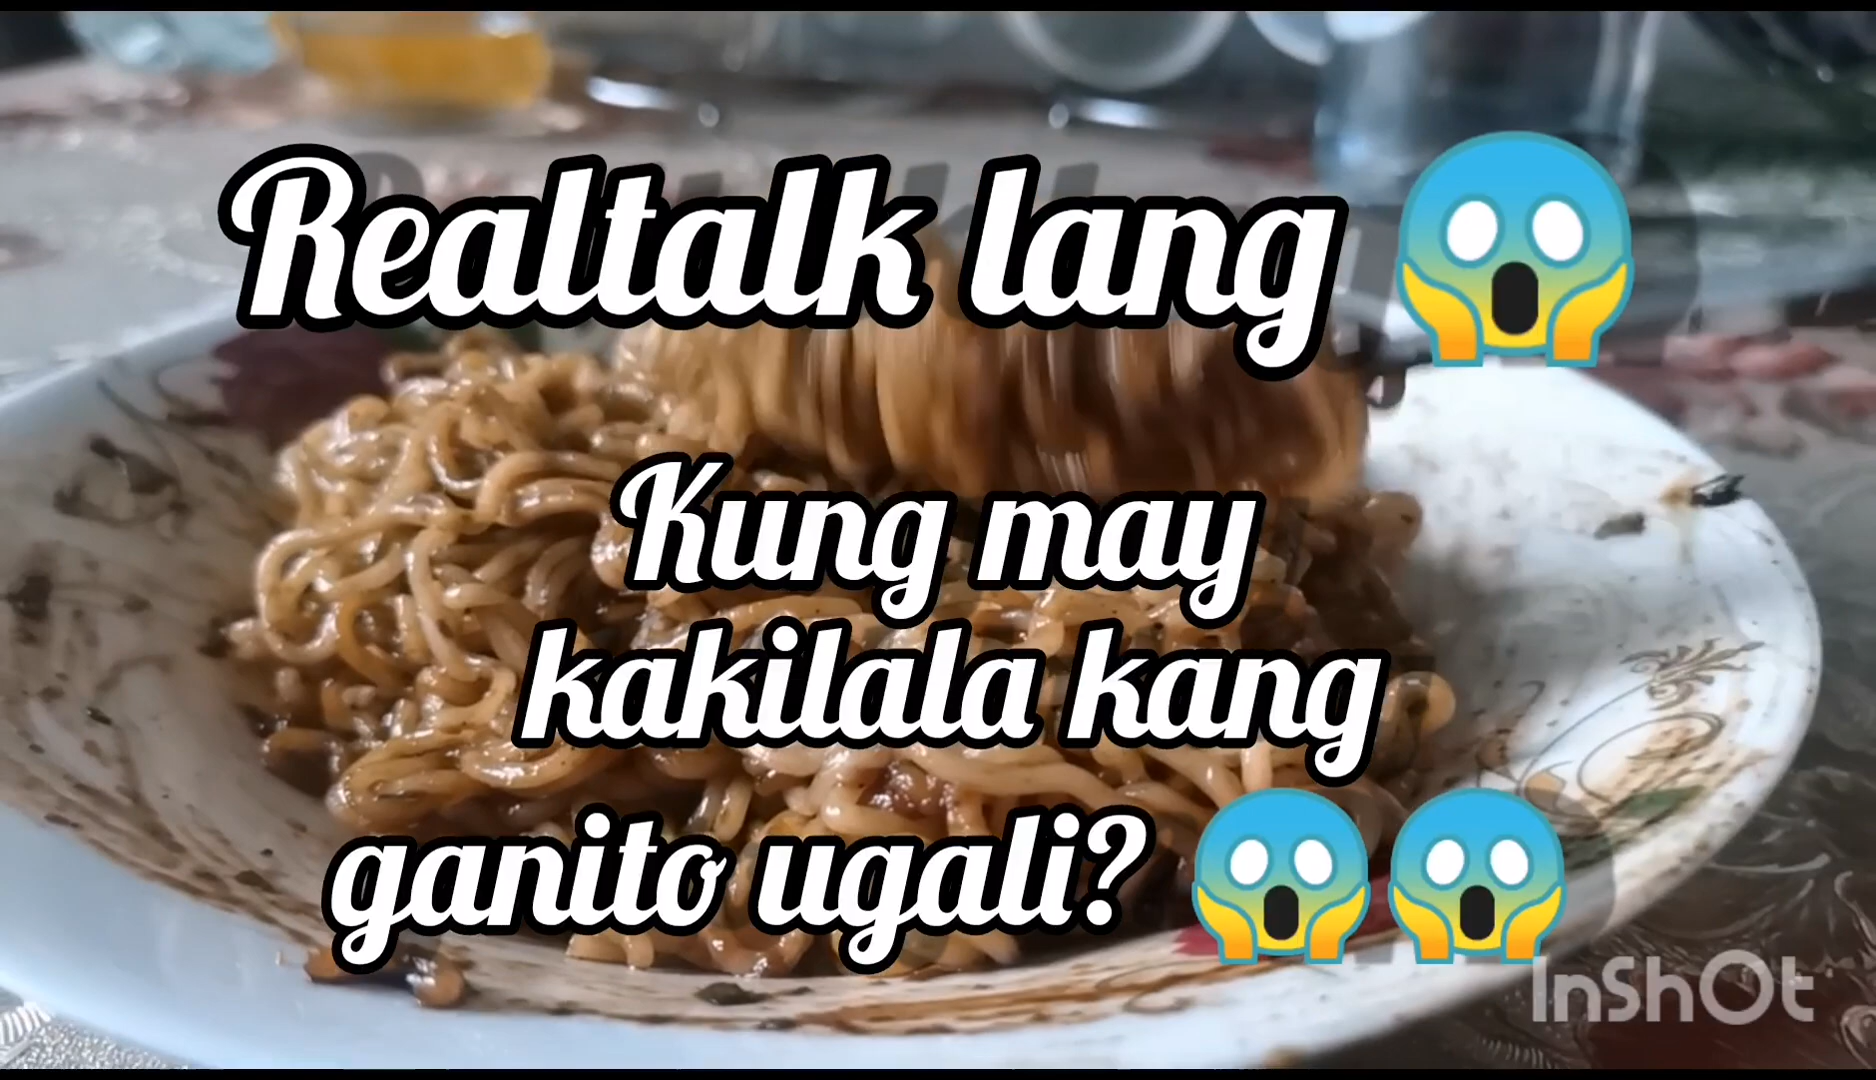 Realtalk lang 😱
Kung may
kakilala kang
ganito ugali? 😱😱
InShOt